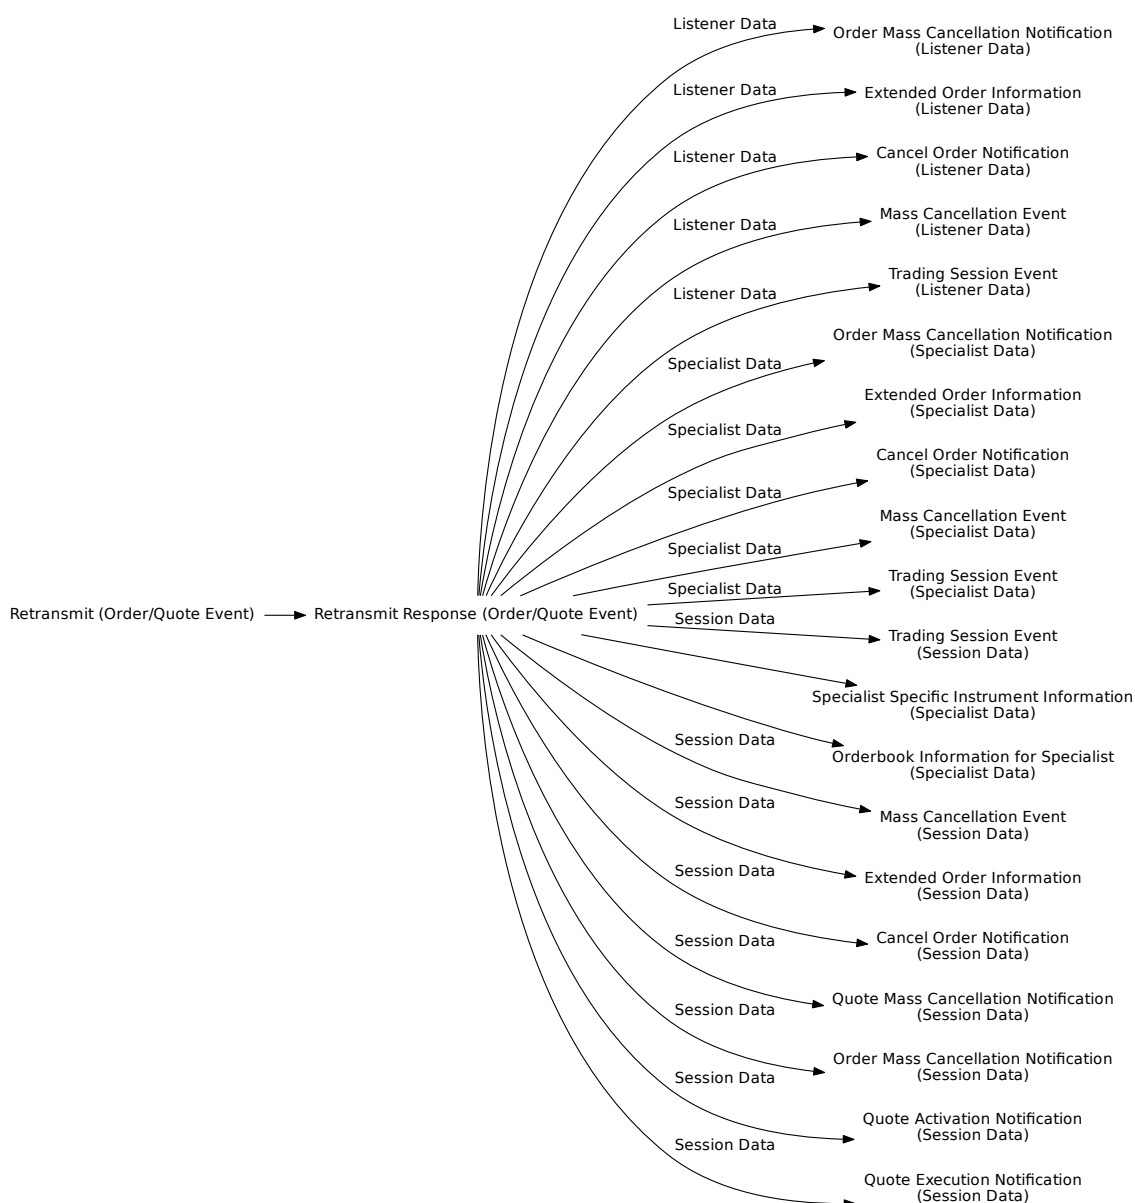 Listener Data
Order Mass Cancellation Notification
(Listener Data)
Listener Data
Extended Order Information
(Listener Data)
Listener Data
Cancel Order Notification
(Listener Data)
Listener Data
Mass Cancellation Event
(Listener Data)
Listener Data
Trading Session Event
(Listener Data)
Specialist Data
Order Mass Cancellation Notification
(Specialist Data)
Specialist Data
Extended Order Information
(Specialist Data)
Specialist Data
Cancel Order Notification
(Specialist Data)
Specialist Data
Mass Cancellation Event
(Specialist Data)
Specialist Data
Trading Session Event
(Specialist Data)
Retransmit (Order/Quote Event)
Retransmit Response (Order/Quote Event)
Session Data
Trading Session Event
(Session Data)
Specialist Specific Instrument Information
(Specialist Data)
Orderbook Information for Specialist
(Specialist Data)
Session Data
Mass Cancellation Event
(Session Data)
Session Data
Extended Order Information
(Session Data)
Session Data
Cancel Order Notification
(Session Data)
Session Data
Quote Mass Cancellation Notification
(Session Data)
Session Data
Order Mass Cancellation Notification
(Session Data)
Session Data
Quote Activation Notification
(Session Data)
Session Data
Quote Execution Notification
(Session Data)